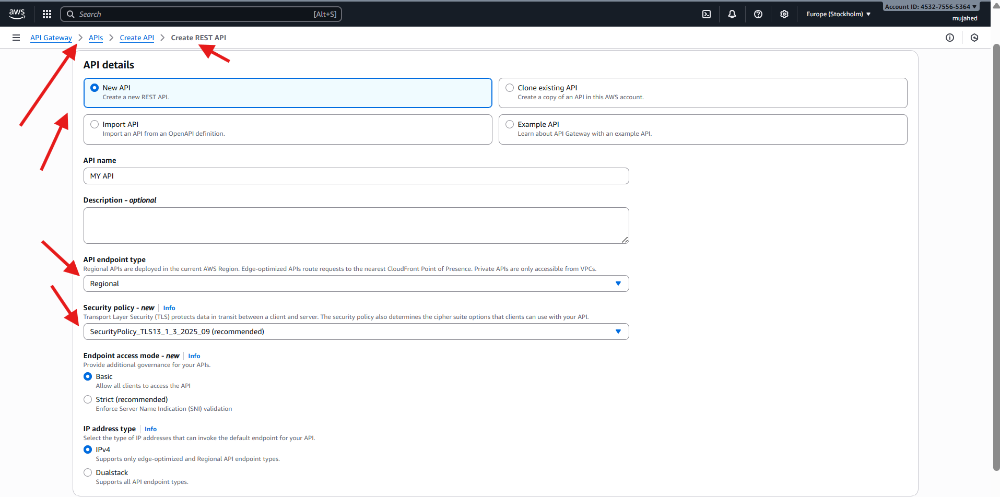 aws
Search [Alt+S]
Europe (Stockholm)
Account ID: 4532-7556-5364
mujahed
API Gateway > APIs > Create API > Create REST API
API details
New API
Create a new REST API.
Clone existing API
Create a copy of an API in this AWS account.
Import API
Import an API from an OpenAPI definition.
Example API
Learn about API Gateway with an example API.
API name
MY API
Description - optional
API endpoint type
Regional APIs are deployed in the current AWS Region. Edge-optimized APIs route requests to the nearest CloudFront Point of Presence. Private APIs are only accessible from VPCs.
Regional
Security policy - new Info
Transport Layer Security (TLS) protects data in transit between a client and server. The security policy also determines the cipher suite options that clients can use with your API.
SecurityPolicy_TLS13_1_3_2025_09 (recommended)
Endpoint access mode - new Info
Provide additional governance for your APIs.
Basic
Allow all clients to access the API
Strict (recommended)
Enforce Server Name Indication (SNI) validation
IP address type Info
Select the type of IP addresses that can invoke the default endpoint for your API.
IPv4
Supports only edge-optimized and Regional API endpoint types.
Dualstack
Supports all API endpoint types.